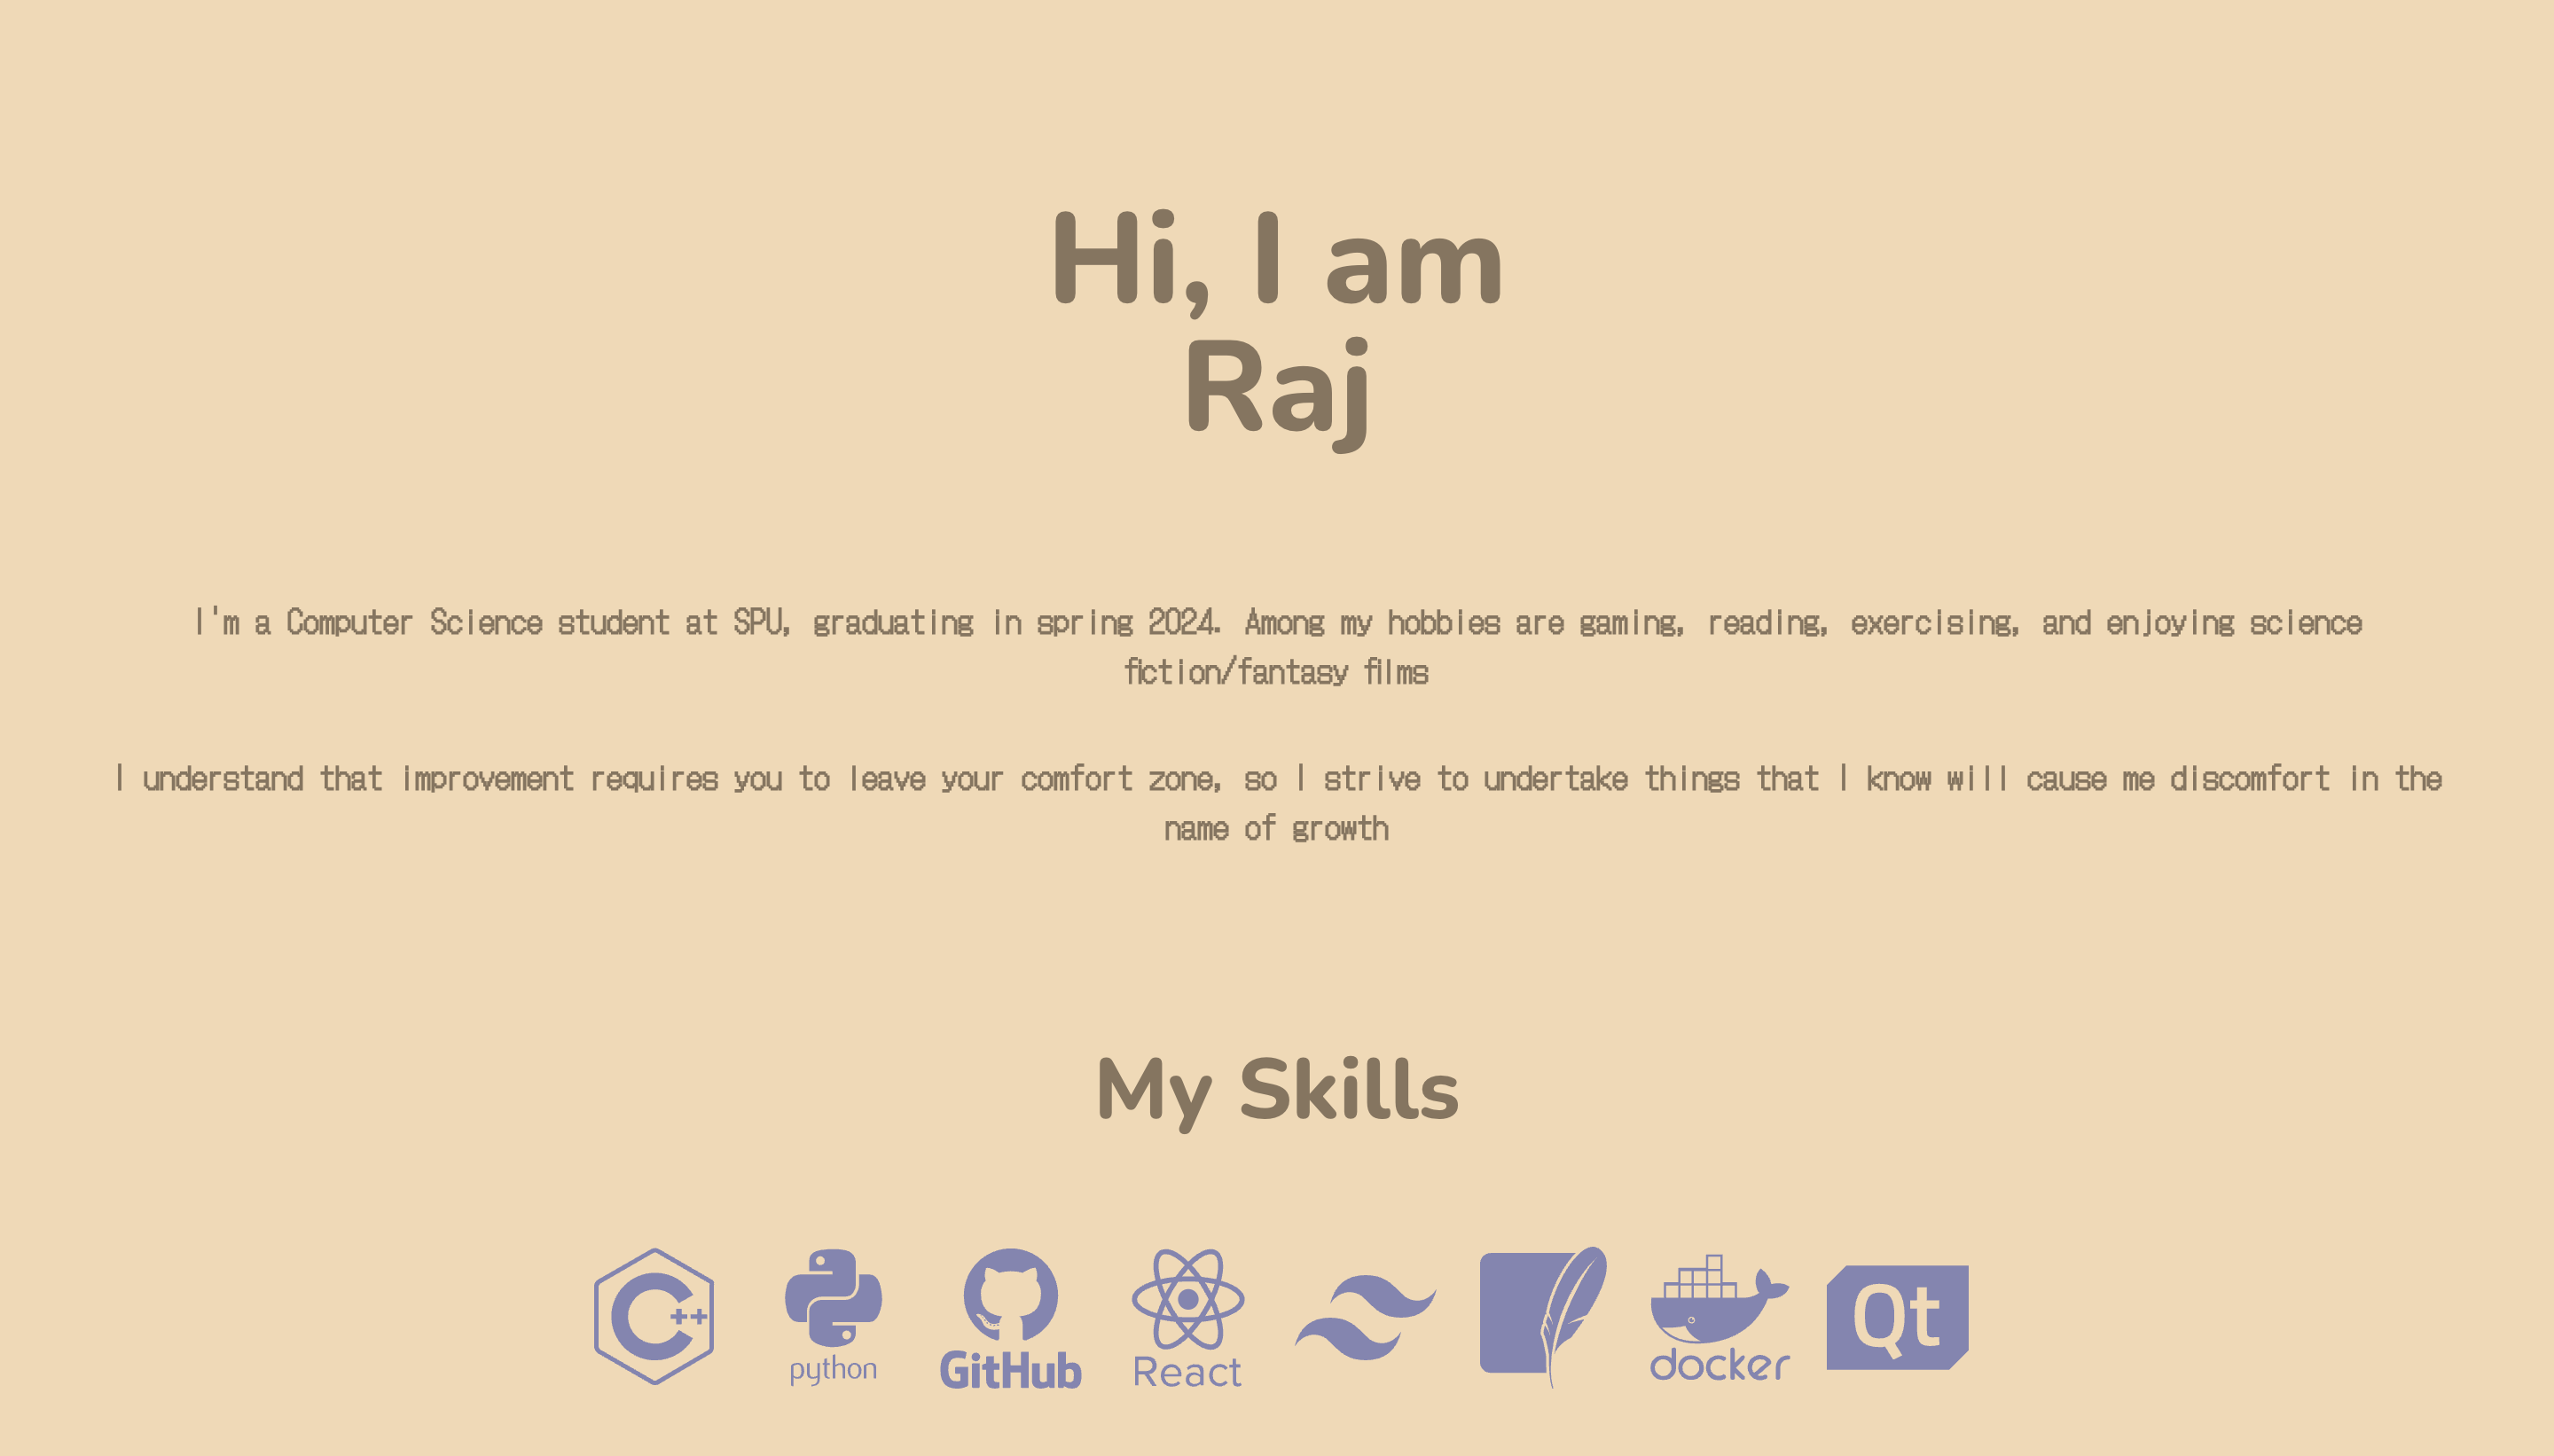 Hi, I am
Raj
I'm a Computer Science student at SPU, graduating in spring 2024. Among my hobbies are gaming, reading, exercising, and enjoying science
fiction/fantasy films
I understand that improvement requires you to leave your comfort zone, so I strive to undertake things that I know will cause me discomfort in the
name of growth
My Skills
C++ python GitHub React docker Qt